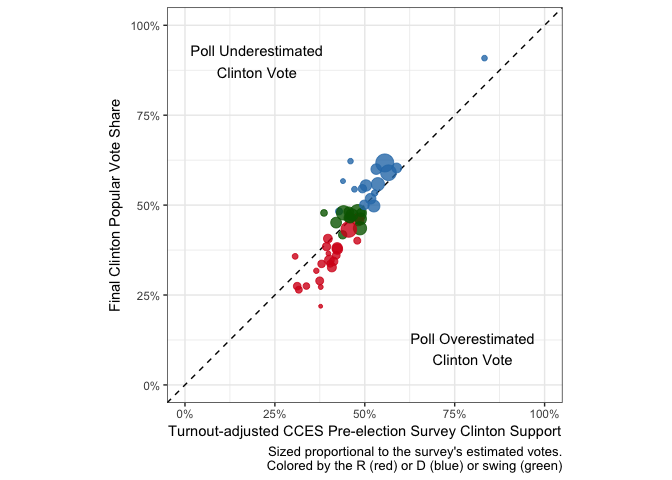 Poll Underestimated
Clinton Vote
Poll Overestimated
Clinton Vote
100%
75%
50%
25%
0%
Final Clinton Popular Vote Share
0%
25%
50%
75%
100%
Turnout-adjusted CCES Pre-election Survey Clinton Support
Sized proportional to the survey's estimated votes.
Colored by the R (red) or D (blue) or swing (green)